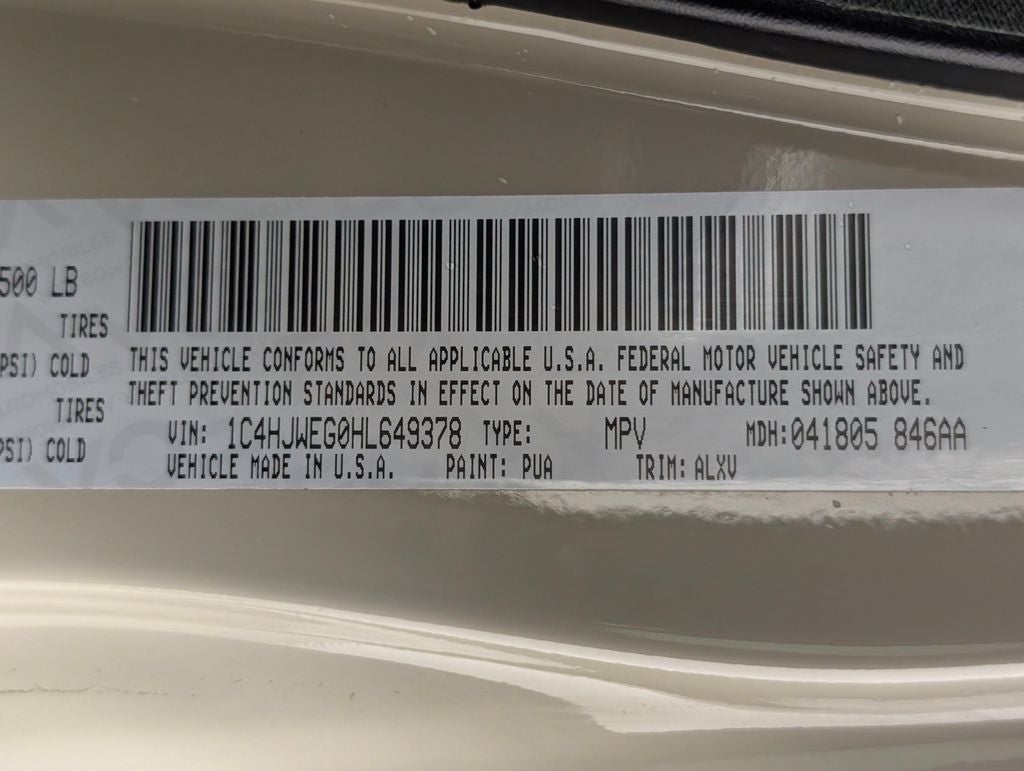 500 LB
TIRES
PSI) COLD
TIRES
PSI) COLD
THIS VEHICLE CONFORMS TO ALL APPLICABLE U.S.A. FEDERAL MOTOR VEHICLE SAFETY AND
THEFT PREVENTION STANDARDS IN EFFECT ON THE DATE OF MANUFACTURE SHOWN ABOVE.
VIN: 1C4HJWEG0HL649378 TYPE: MPV MDH:041805 846AA
VEHICLE MADE IN U.S.A. PAINT: PUA TRIM: ALXV